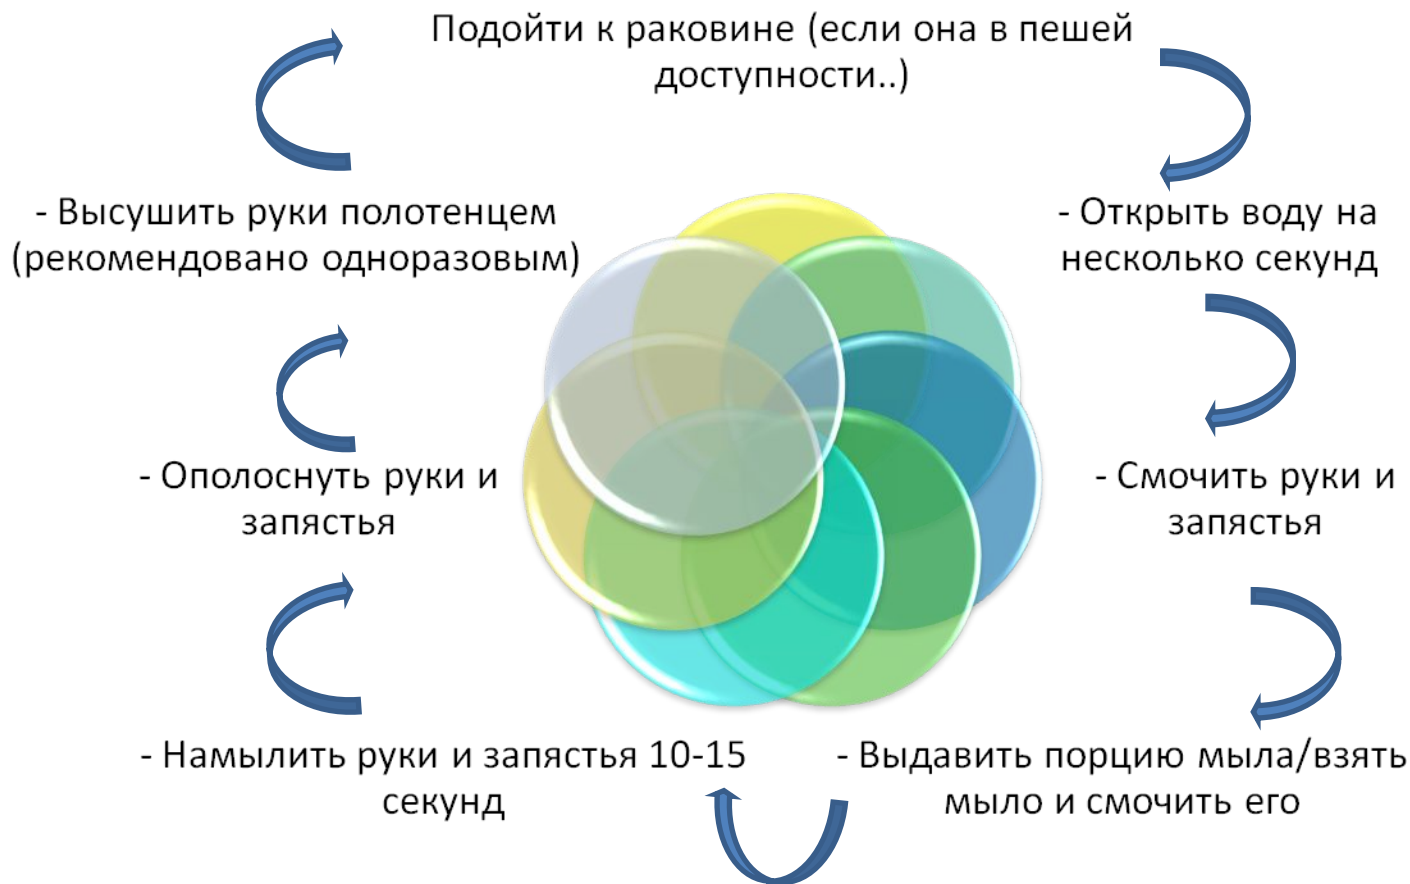 Подойти к раковине (если она в пешей
доступности..)
- Открыть воду на
несколько секунд
- Смочить руки и
запястья
- Выдавить порцию мыла/взять
мыло и смочить его
- Намылить руки и запястья 10-15
секунд
- Ополоснуть руки и
запястья
- Высушить руки полотенцем
(рекомендовано одноразовым)